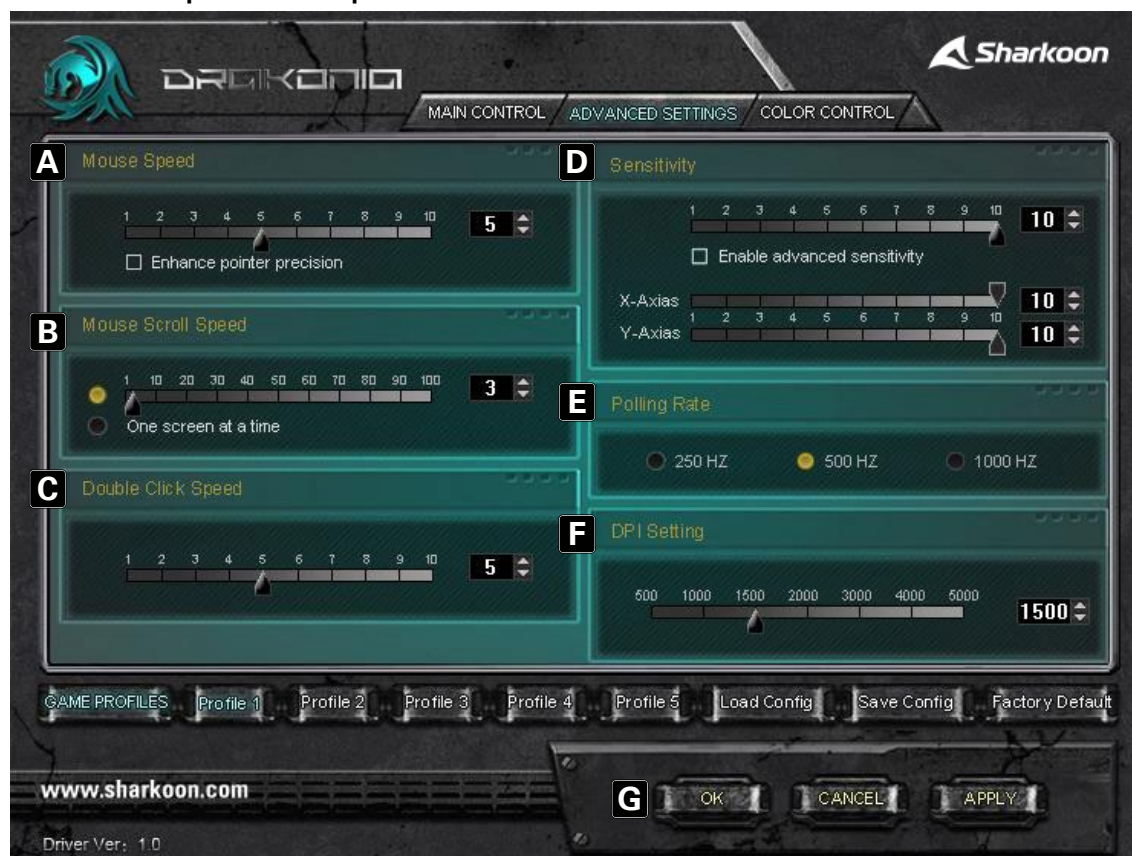 Sharkoon
DRAKONIA
MAIN CONTROL ADVANCED SETTINGS COLOR CONTROL
A Mouse Speed
1 2 3 4 5 6 7 8 9 10
5
Enhance pointer precision
B Mouse Scroll Speed
1 10 20 30 40 50 60 70 80 90 100
3
One screen at a time
C Double Click Speed
1 2 3 4 5 6 7 8 9 10
5
D Sensitivity
1 2 3 4 5 6 7 8 9 10
10
Enable advanced sensitivity
X-Axias 10
1 2 3 4 5 6 7 8 9 10
Y-Axias 10
E Polling Rate
250 HZ 500 HZ 1000 HZ
F DPI Setting
500 1000 1500 2000 3000 4000 5000
1500
GAME PROFILES Profile 1 Profile 2 Profile 3 Profile 4 Profile 5 Load Config Save Config Factory Default
www.sharkoon.com
G OK CANCEL APPLY
Driver Ver: 1.0